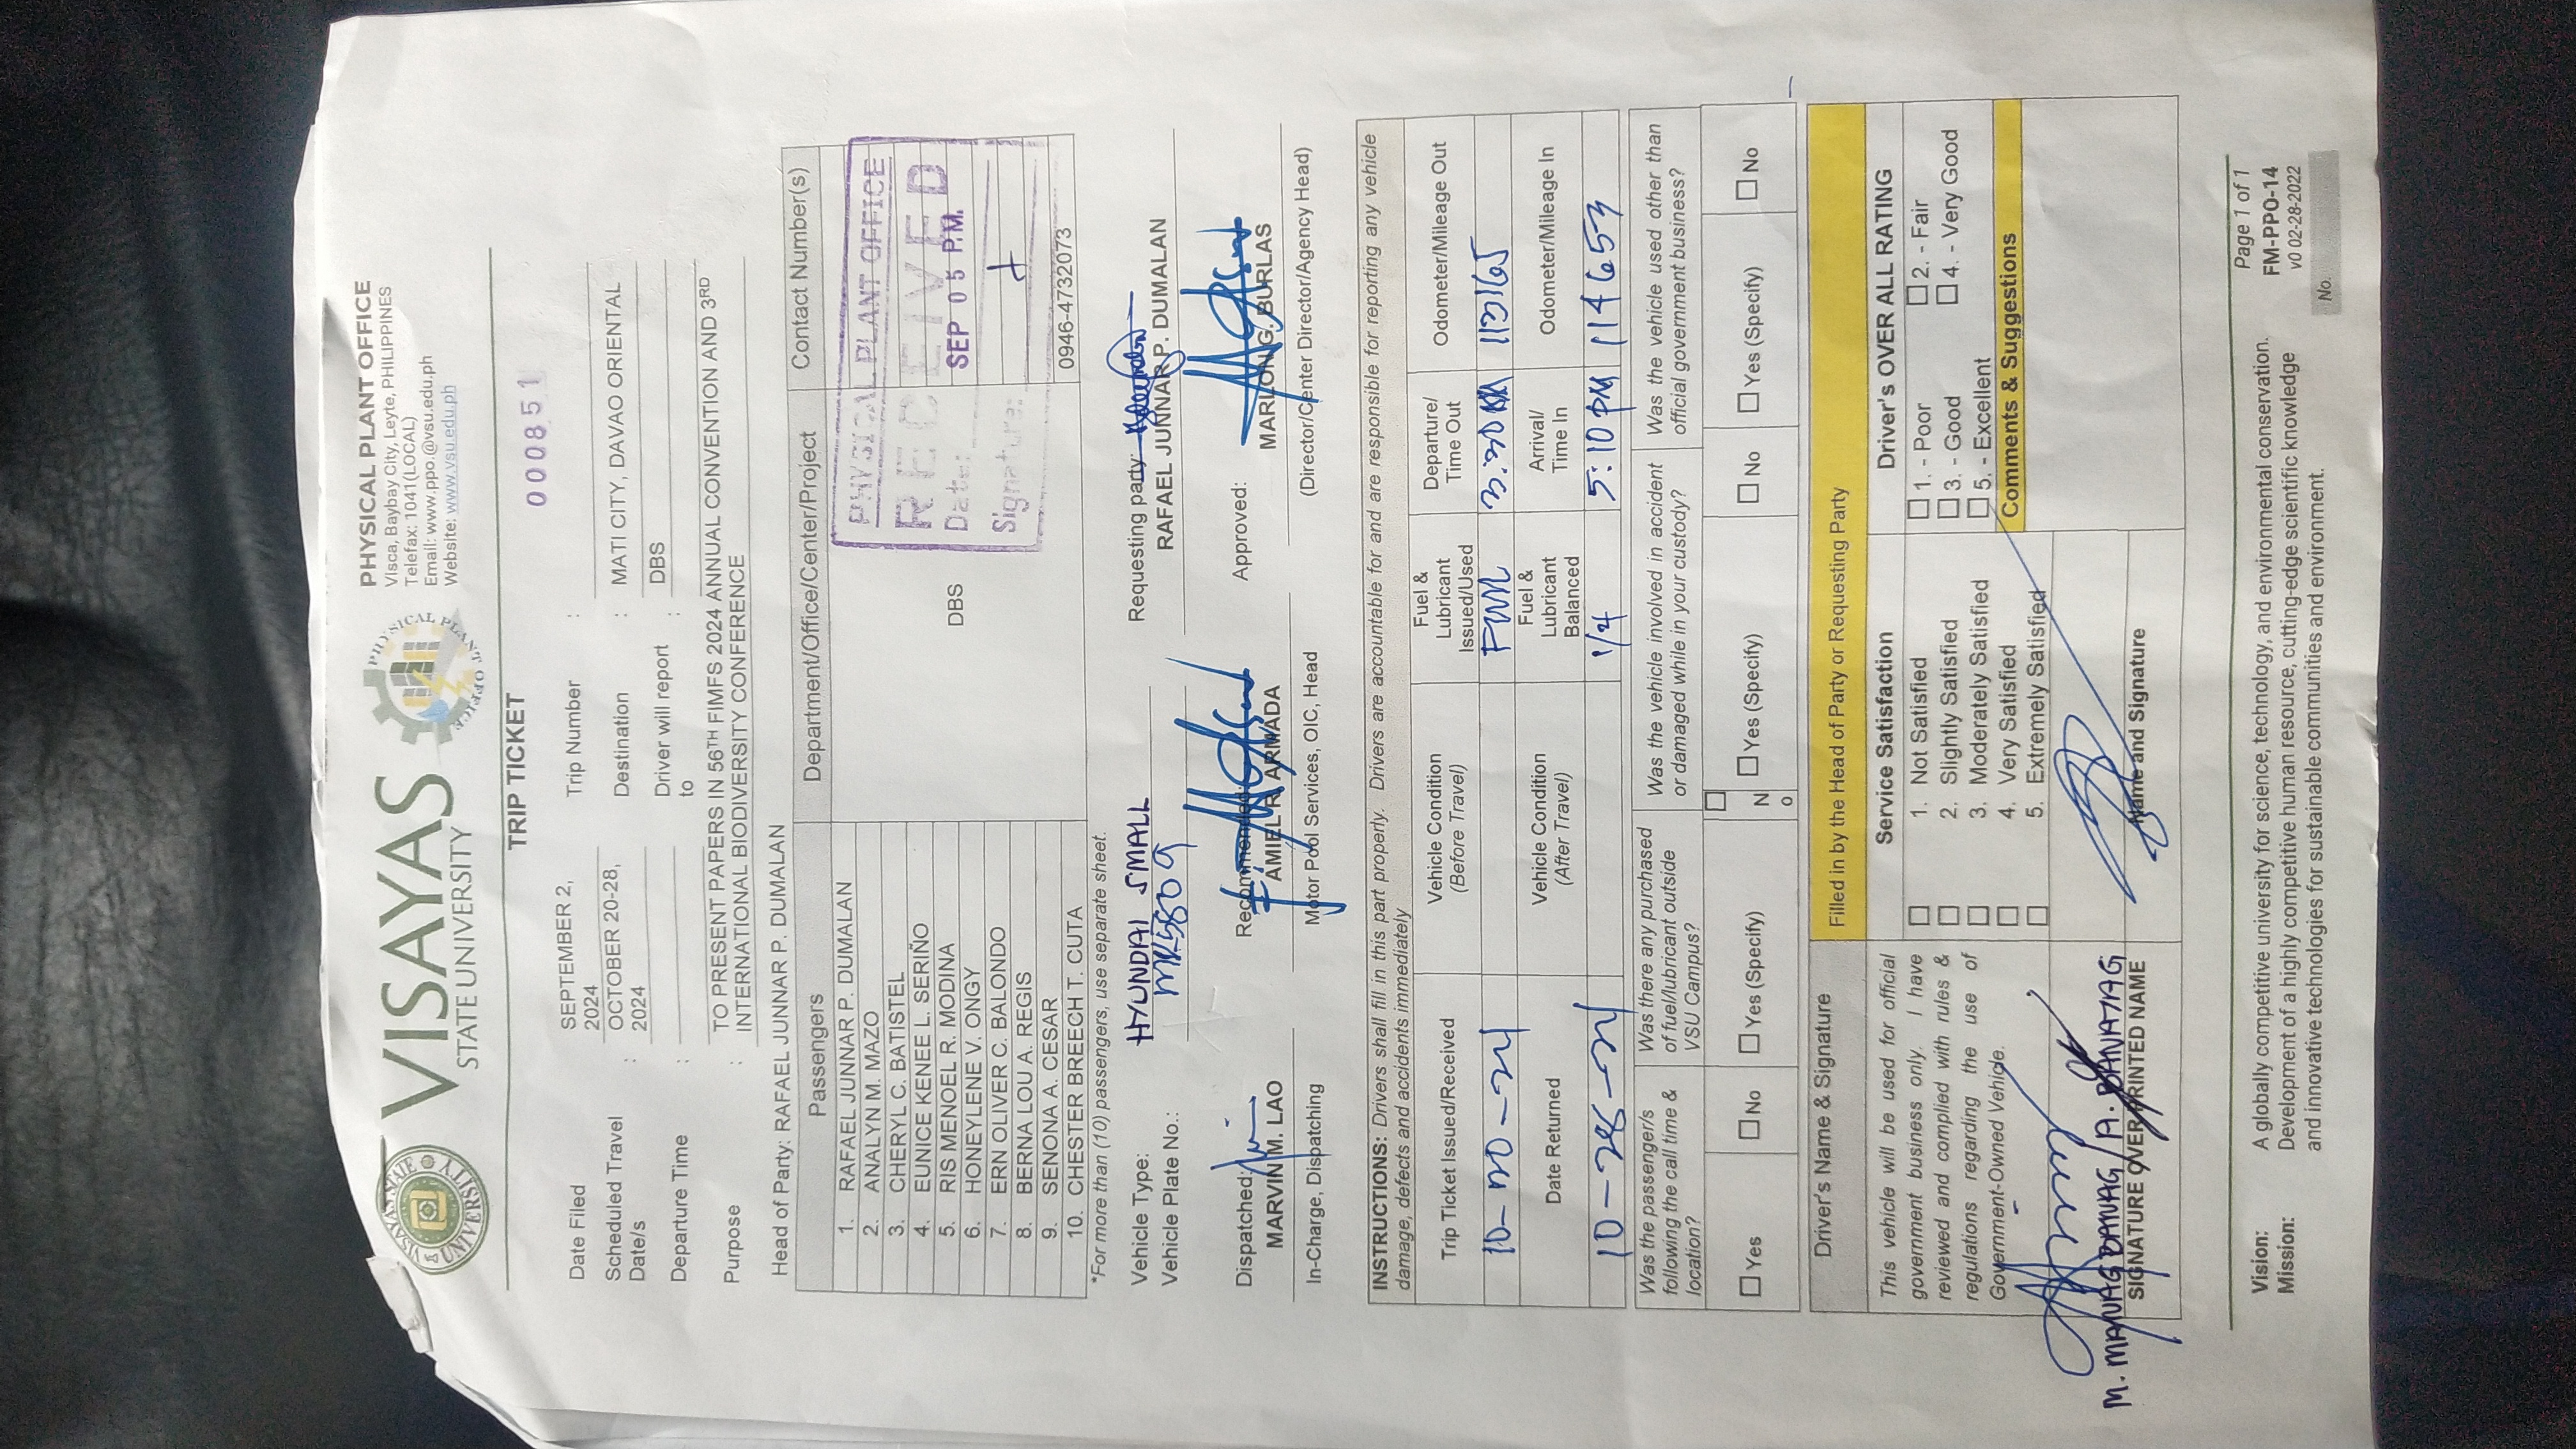 VISAYAS
STATE UNIVERSITY
PHYSICAL PLANT OFFICE
Visca, Baybay City, Leyte, PHILIPPINES
Telefax: 1041(LOCAL)
Email: www.ppo.@vsu.edu.ph
Website: www.vsu.edu.ph
PHYSICAL PLANT OFFICE
TRIP TICKET
000851
Date Filed SEPTEMBER 2, 2024 Trip Number :
Scheduled Travel Date/s : OCTOBER 20-28, 2024 Destination : MATI CITY, DAVAO ORIENTAL
Departure Time : Driver will report to : DBS
Purpose : TO PRESENT PAPERS IN 56TH FIMFS 2024 ANNUAL CONVENTION AND 3RD
INTERNATIONAL BIODIVERSITY CONFERENCE
Head of Party: RAFAEL JUNNAR P. DUMALAN
Passengers Department/Office/Center/Project Contact Number(s)
1. RAFAEL JUNNAR P. DUMALAN
2. ANALYN M. MAZO
3. CHERYL C. BATISTEL
4. EUNICE KENEE L. SERIÑO
5. RIS MENOEL R. MODINA
6. HONEYLENE V. ONGY
7. ERN OLIVER C. BALONDO
8. BERNA LOU A. REGIS
9. SENONA A. CESAR
10. CHESTER BREECH T. CUTA
DBS
0946-4732073
PHYSICAL PLANT OFFICE
RECEIVED
Date: SEP 05 P.M.
Signature:
*For more than (10) passengers, use separate sheet.
Vehicle Type: HYUNDAI SMALL
Vehicle Plate No.: MK5809
Requesting party:
RAFAEL JUNNAR P. DUMALAN
Dispatched: Recommended: Approved:
MARVIN M. LAO AMIEL R. ARMADA MARLON G. BURLAS
In-Charge, Dispatching Motor Pool Services, OIC, Head (Director/Center Director/Agency Head)
INSTRUCTIONS: Drivers shall fill in this part properly. Drivers are accountable for and are responsible for reporting any vehicle
damage, defects and accidents immediately
Trip Ticket Issued/Received Vehicle Condition (Before Travel) Fuel & Lubricant Issued/Used Departure/ Time Out Odometer/Mileage Out
10-20-24 FULL 3:30 113165
Date Returned Vehicle Condition (After Travel) Fuel & Lubricant Balanced Arrival/ Time In Odometer/Mileage In
10-28-24 1/4 5:10 PM 114653
Was the passenger/s following the call time & location?
Was there any purchased of fuel/lubricant outside VSU Campus?
Was the vehicle involved in accident or damaged while in your custody?
Was the vehicle used other than official government business?
Yes No Yes (Specify) No Yes (Specify) No Yes (Specify) No
Driver's Name & Signature Filled in by the Head of Party or Requesting Party
This vehicle will be used for official
government business only. I have
reviewed and complied with rules &
regulations regarding the use of
Government-Owned Vehicle.
M. MANAG DANAG / A. BANATAG
SIGNATURE OVER PRINTED NAME
Service Satisfaction
1. Not Satisfied
2. Slightly Satisfied
3. Moderately Satisfied
4. Very Satisfied
5. Extremely Satisfied
Name and Signature
Driver's OVER ALL RATING
1. - Poor 2. - Fair
3. - Good 4. - Very Good
5. - Excellent
Comments & Suggestions
Vision: A globally competitive university for science, technology, and environmental conservation.
Mission: Development of a highly competitive human resource, cutting-edge scientific knowledge
and innovative technologies for sustainable communities and environment.
Page 1 of 1
FM-PPO-14
v0 02-28-2022
No.